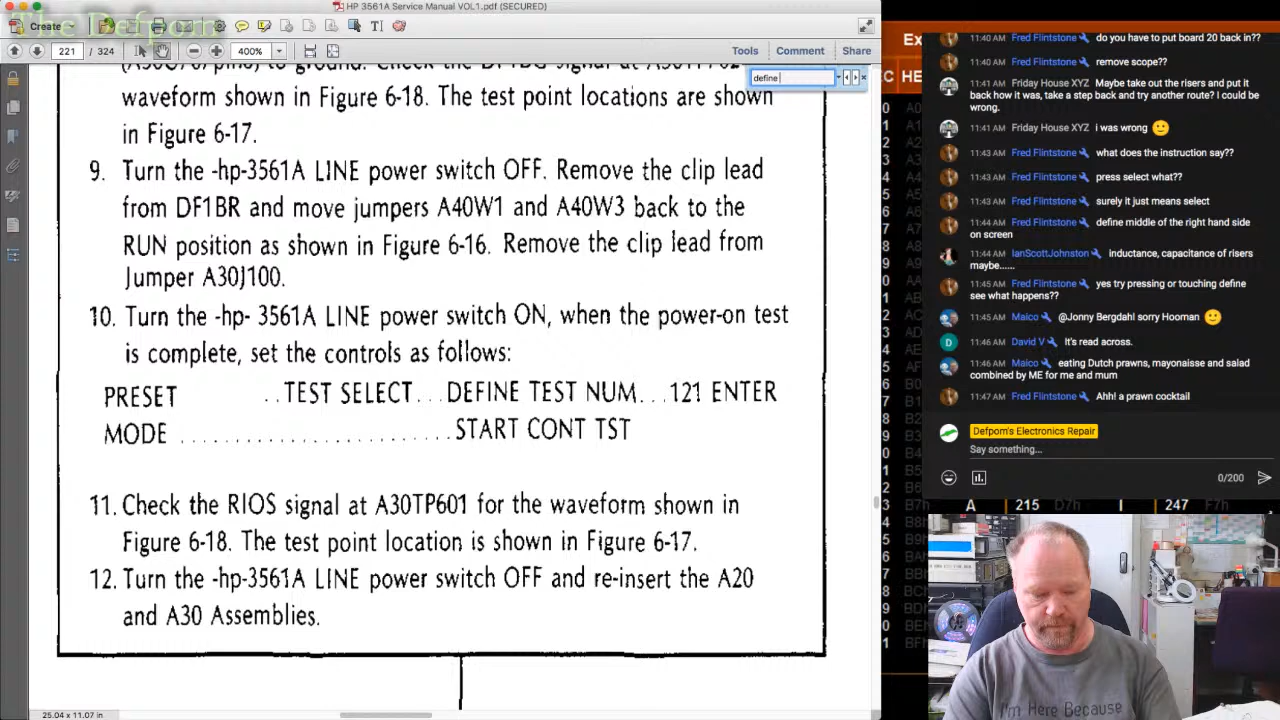 HP 3561A Service Manual VOL1.pdf (SECURED)
The Defpom
Create
221 / 324
400%
Tools Comment Share
define
waveform shown in Figure 6-18. The test point locations are shown
in Figure 6-17.
9. Turn the -hp-3561A LINE power switch OFF. Remove the clip lead
from DF1BR and move jumpers A40W1 and A40W3 back to the
RUN position as shown in Figure 6-16. Remove the clip lead from
Jumper A30J100.
10. Turn the -hp- 3561A LINE power switch ON, when the power-on test
is complete, set the controls as follows:
PRESET ..TEST SELECT...DEFINE TEST NUM...121 ENTER
MODE ..........................START CONT TST
11. Check the RIOS signal at A30TP601 for the waveform shown in
Figure 6-18. The test point location is shown in Figure 6-17.
12. Turn the -hp-3561A LINE power switch OFF and re-insert the A20
and A30 Assemblies.
25.04 x 11.07 in
11:40 AM Fred Flintstone do you have to put board 20 back in??
11:40 AM Fred Flintstone remove scope??
11:41 AM Friday House XYZ Maybe take out the risers and put it
back how it was, take a step back and try another route? I could be
wrong.
11:41 AM Friday House XYZ i was wrong
11:43 AM Fred Flintstone what does the instruction say??
11:43 AM Fred Flintstone press select what??
11:43 AM Fred Flintstone surely it just means select
11:44 AM Fred Flintstone define middle of the right hand side
on screen
11:44 AM IanScottJohnston inductance, capacitance of risers
maybe......
11:45 AM Fred Flintstone yes try pressing or touching define
see what happens??
11:45 AM Maico @Jonny Bergdahl sorry Hooman
11:46 AM David V It's read across.
11:46 AM Maico eating Dutch prawns, mayonaisse and salad
combined by ME for me and mum
11:47 AM Fred Flintstone Ahh! a prawn cocktail
Defpom's Electronics Repair
Say something...
0/200
A 215 D7h I 247 F7h
I'm Here Because